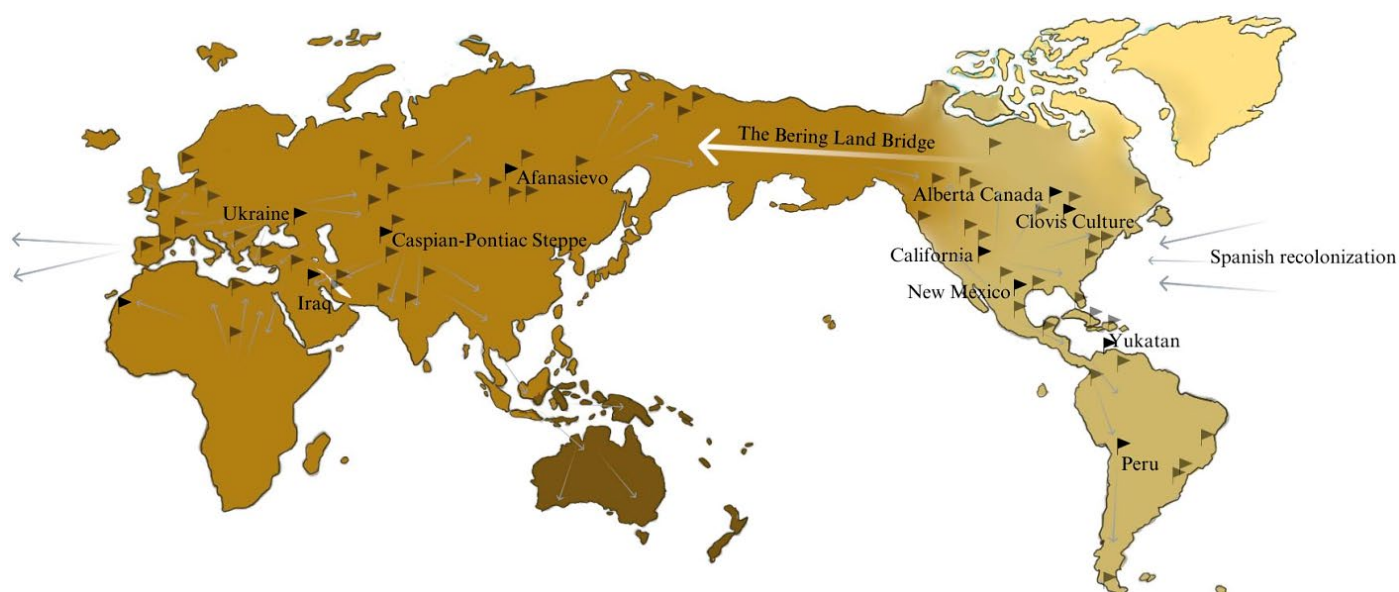 The Bering Land Bridge
Afanasievo
Alberta Canada
Ukraine
Clovis Culture
Caspian-Pontiac Steppe
California
Spanish recolonization
Iraq
New Mexico
Yukatan
Peru